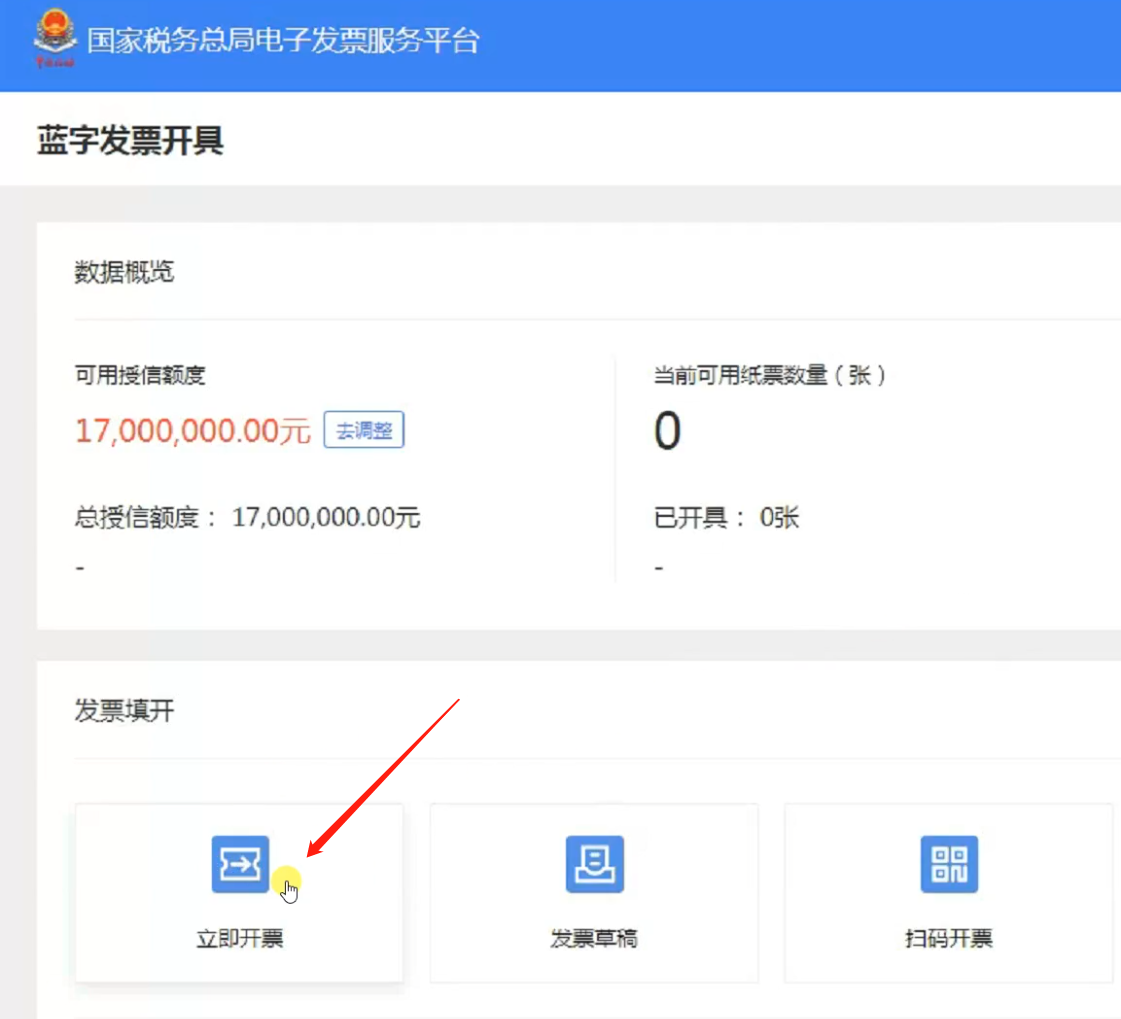 国家税务总局电子发票服务平台
蓝字发票开具
数据概览
可用授信额度
17,000,000.00元 去调整
总授信额度： 17,000,000.00元
-
当前可用纸票数量（张）
0
已开具： 0张
-
发票填开
立即开票
发票草稿
扫码开票